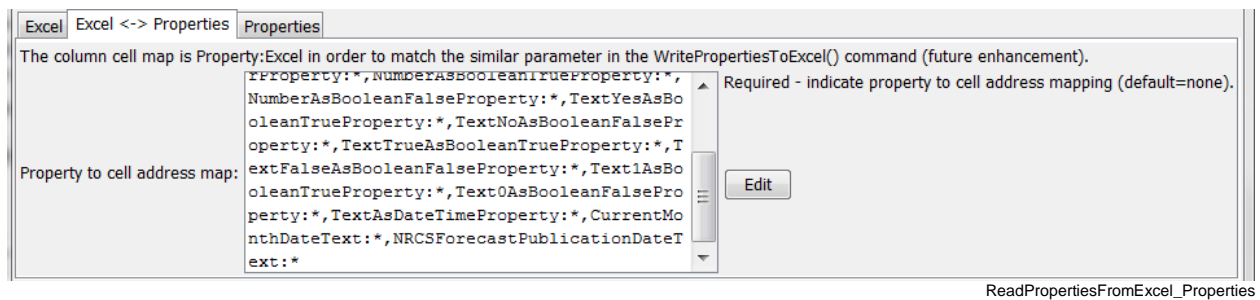 Excel Excel <-> Properties Properties
The column cell map is Property:Excel in order to match the similar parameter in the WritePropertiesToExcel() command (future enhancement).
Property to cell address map:
rProperty:*,NumberAsBooleanTrueProperty:*,
NumberAsBooleanFalseProperty:*,TextYesAsBo
oleanTrueProperty:*,TextNoAsBooleanFalsePr
operty:*,TextTrueAsBooleanTrueProperty:*,T
extFalseAsBooleanFalseProperty:*,Text1AsBo
oleanTrueProperty:*,Text0AsBooleanFalsePro
perty:*,TextAsDateTimeProperty:*,CurrentMo
nthDateText:*,NRCSForecastPublicationDateT
ext:*
Required - indicate property to cell address mapping (default=none).
Edit
ReadPropertiesFromExcel_Properties